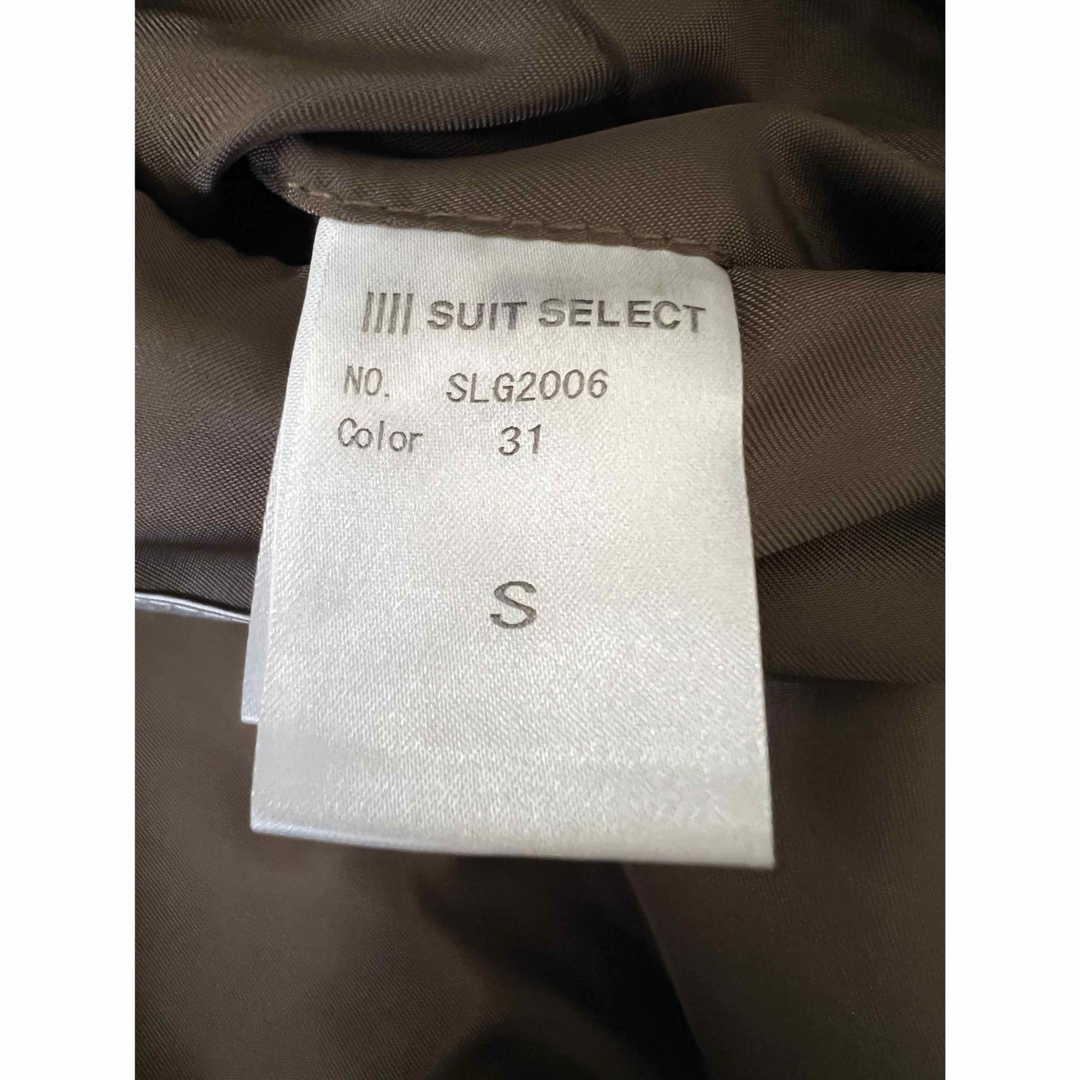 SUIT SELECT
NO. SLG2006
Color 31
S